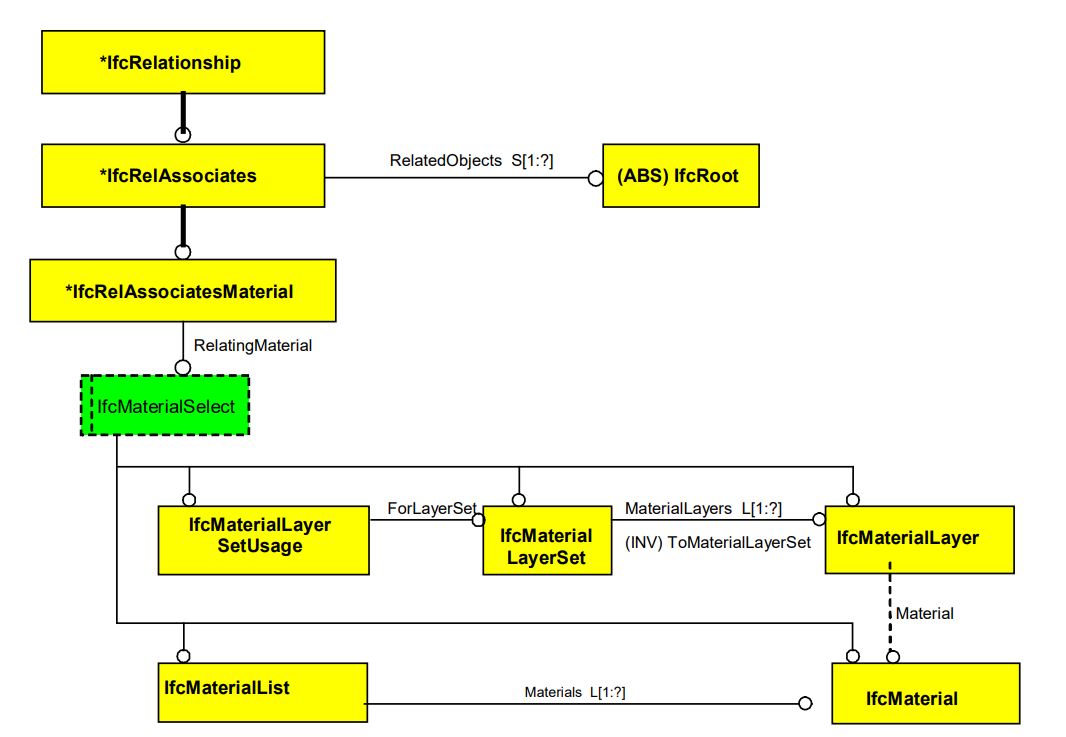 *IfcRelationship
RelatedObjects  S[1:?]
*IfcRelAssociates
(ABS) IfcRoot
*IfcRelAssociatesMaterial
RelatingMaterial
IfcMaterialSelect
ForLayerSet
MaterialLayers  L[1:?]
IfcMaterialLayer
SetUsage
IfcMaterial
LayerSet
(INV) ToMaterialLayerSet
IfcMaterialLayer
Material
IfcMaterialList
Materials  L[1:?]
IfcMaterial